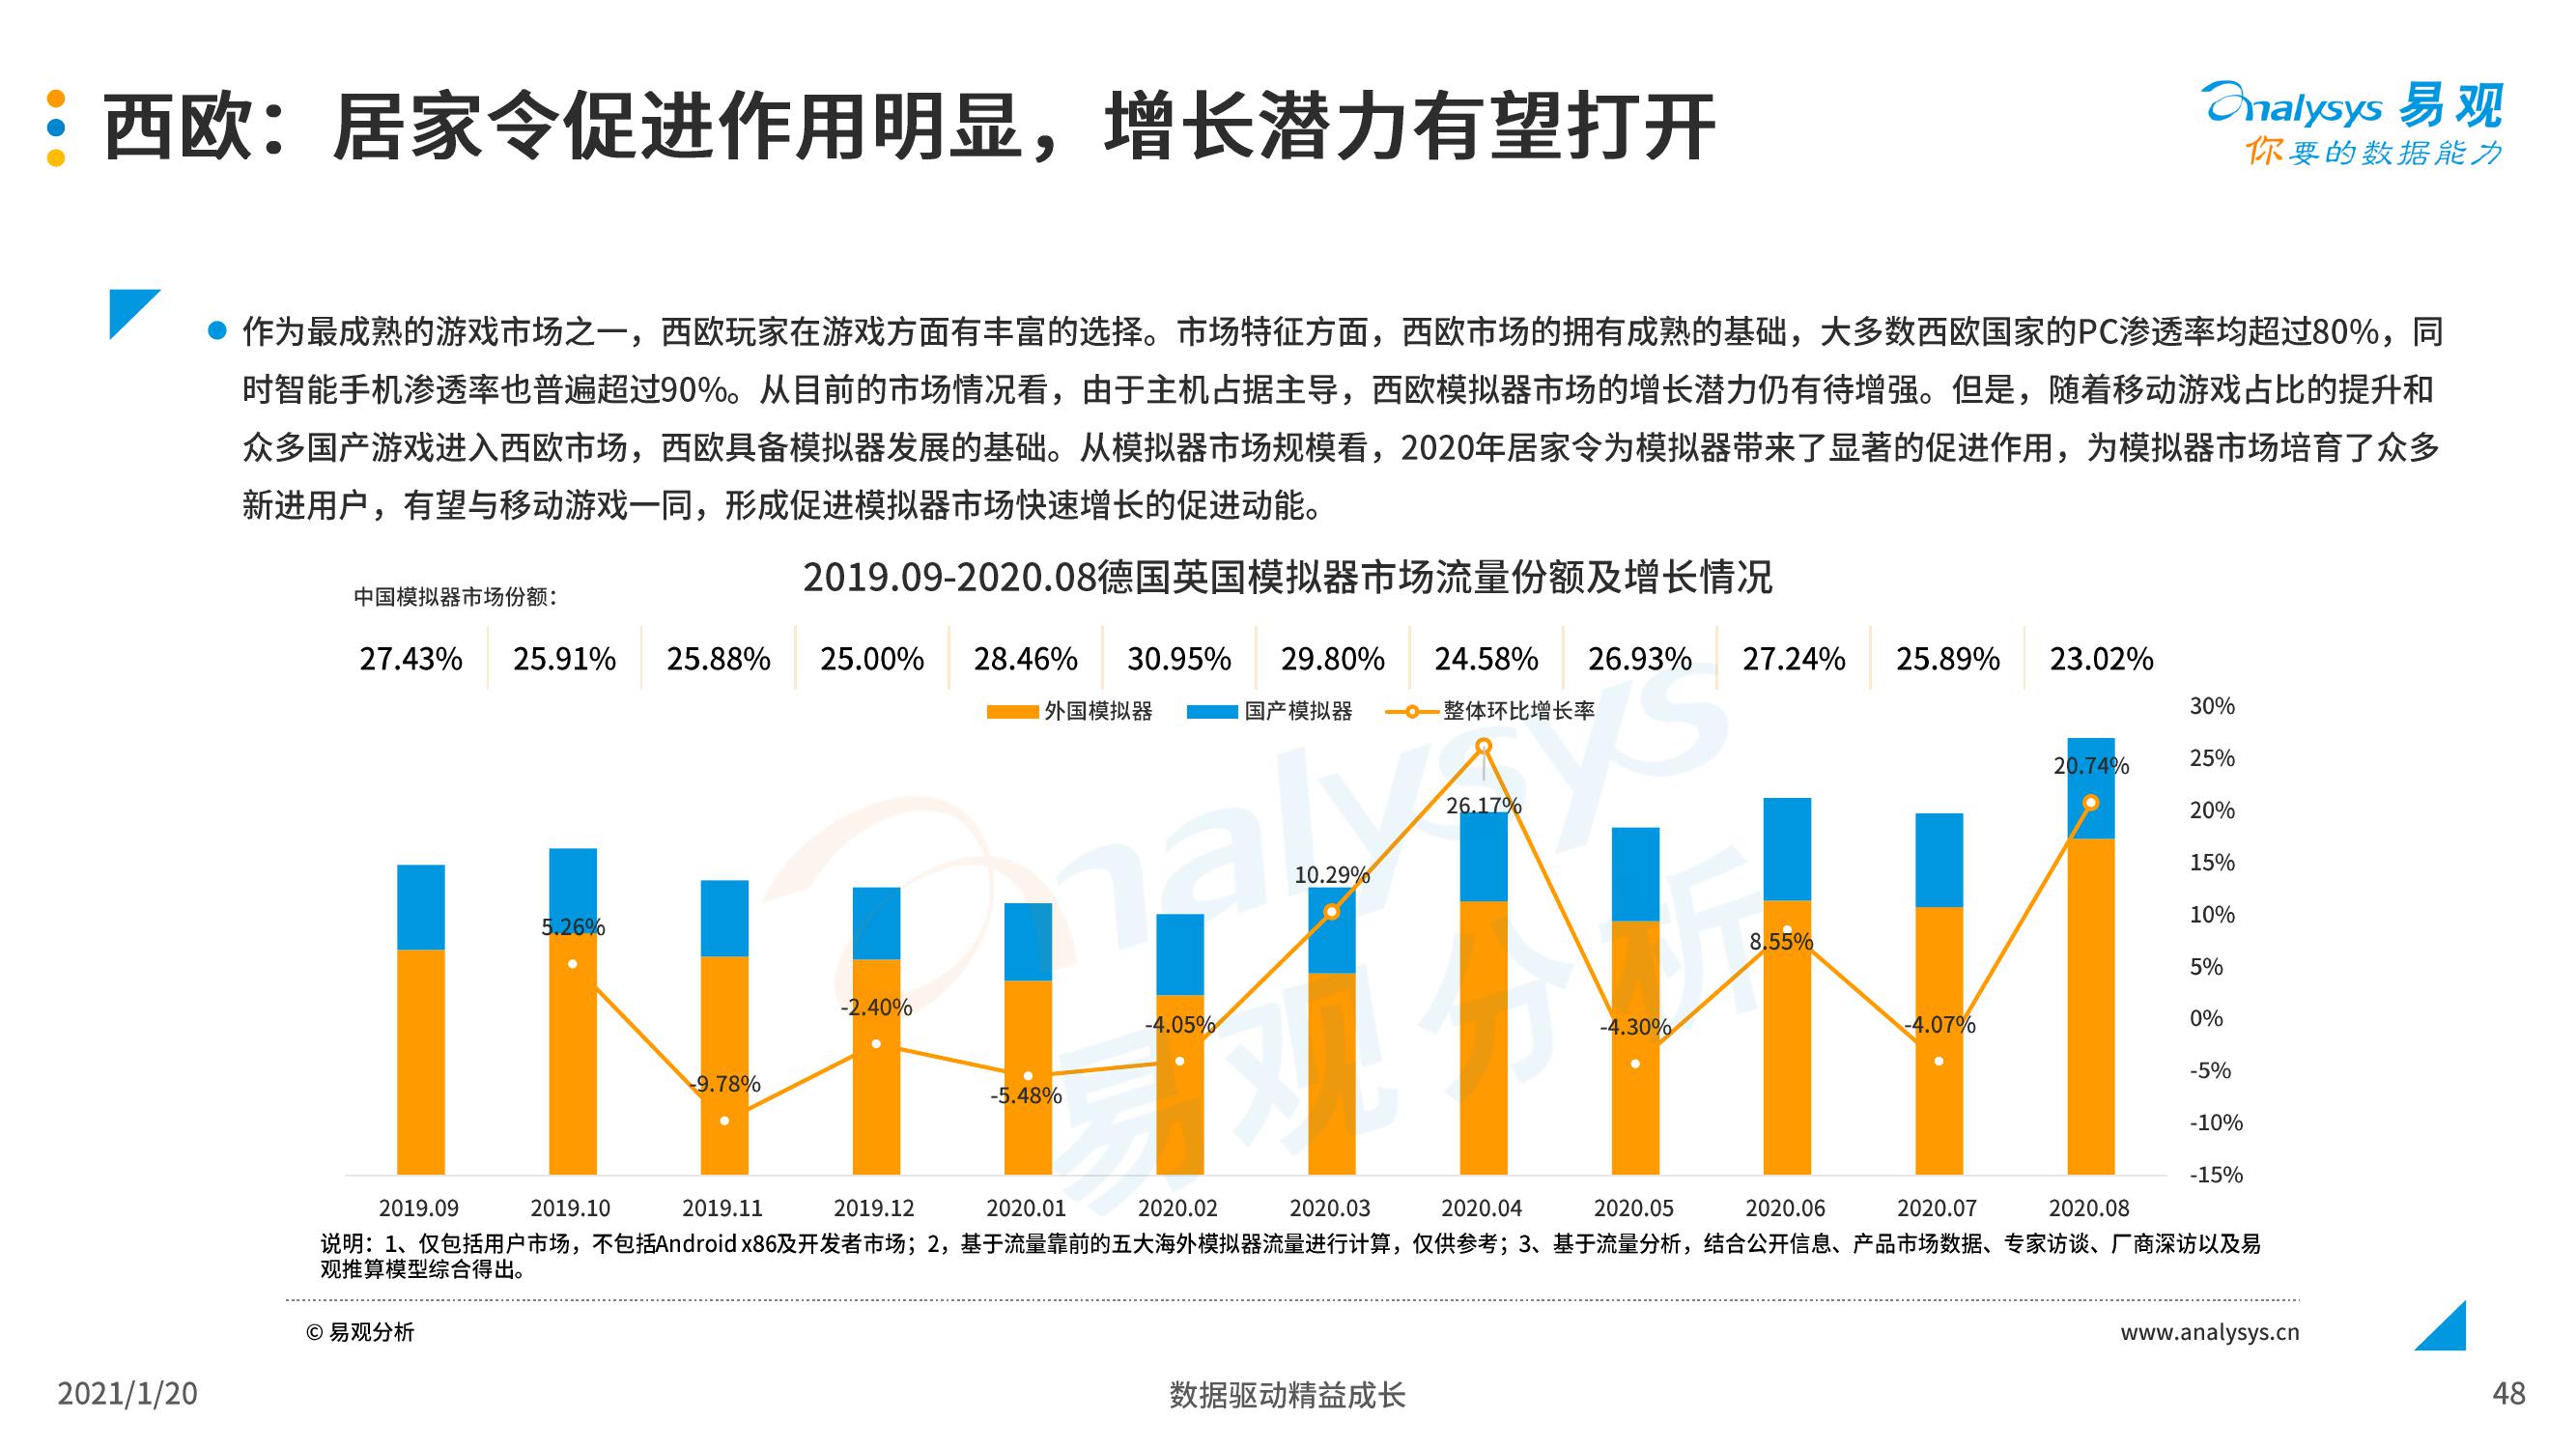 西欧：居家令促进作用明显，增长潜力有望打开
analysys 易观
你要的数据能力
作为最成熟的游戏市场之一，西欧玩家在游戏方面有丰富的选择。市场特征方面，西欧市场的拥有成熟的基础，大多数西欧国家的PC渗透率均超过80%，同
时智能手机渗透率也普遍超过90%。从目前的市场情况看，由于主机占据主导，西欧模拟器市场的增长潜力仍有待增强。但是，随着移动游戏占比的提升和
众多国产游戏进入西欧市场，西欧具备模拟器发展的基础。从模拟器市场规模看，2020年居家令为模拟器带来了显著的促进作用，为模拟器市场培育了众多
新进用户，有望与移动游戏一同，形成促进模拟器市场快速增长的促进动能。
2019.09-2020.08德国英国模拟器市场流量份额及增长情况
中国模拟器市场份额：
27.43% 25.91% 25.88% 25.00% 28.46% 30.95% 29.80% 24.58% 26.93% 27.24% 25.89% 23.02%
外国模拟器 国产模拟器 整体环比增长率
30%
25%
20%
15%
10%
5%
0%
-5%
-10%
-15%
5.26%
-9.78%
-2.40%
-5.48%
-4.05%
10.29%
26.17%
-4.30%
8.55%
-4.07%
20.74%
analysys
易观分析
2019.09 2019.10 2019.11 2019.12 2020.01 2020.02 2020.03 2020.04 2020.05 2020.06 2020.07 2020.08
说明：1、仅包括用户市场，不包括Android x86及开发者市场；2，基于流量靠前的五大海外模拟器流量进行计算，仅供参考；3、基于流量分析，结合公开信息、产品市场数据、专家访谈、厂商深访以及易
观推算模型综合得出。
© 易观分析 www.analysys.cn
2021/1/20 数据驱动精益成长 48